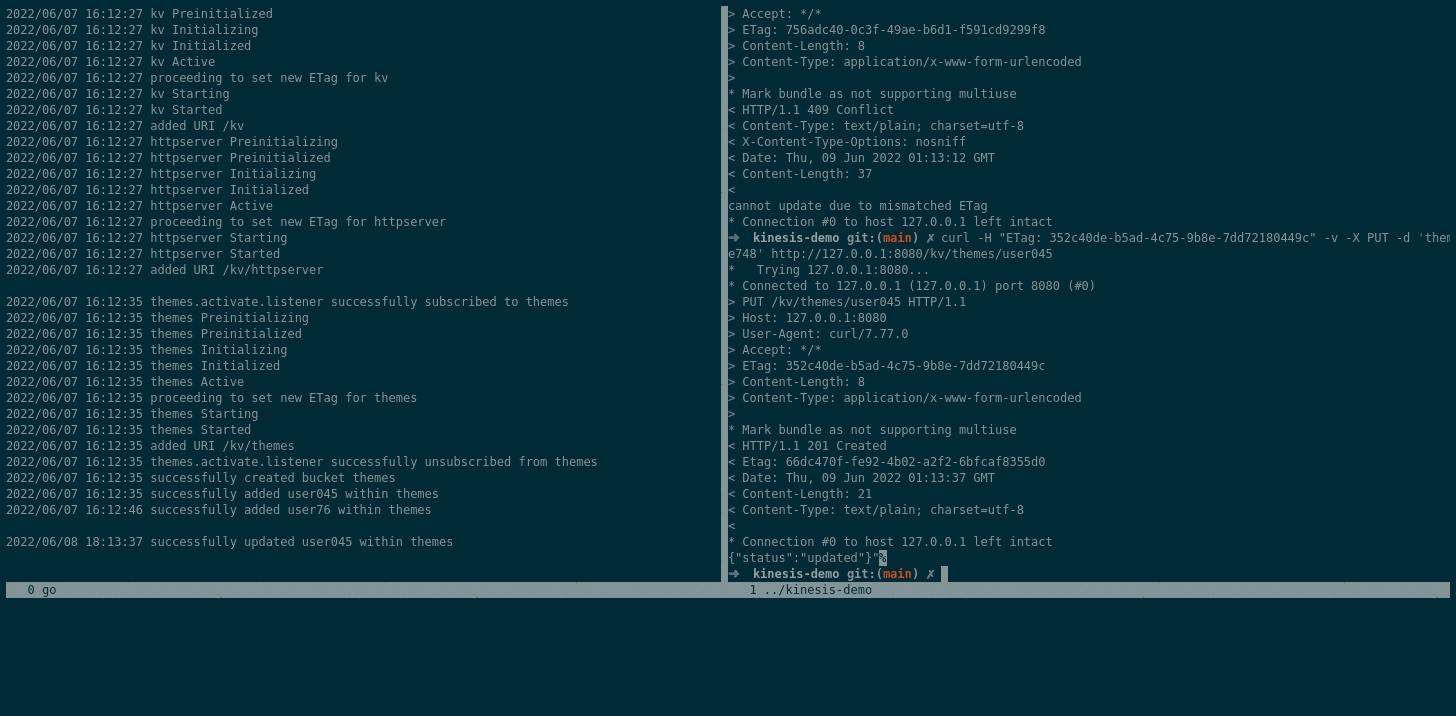 2022/06/07 16:12:27 kv Preinitialized
2022/06/07 16:12:27 kv Initializing
2022/06/07 16:12:27 kv Initialized
2022/06/07 16:12:27 kv Active
2022/06/07 16:12:27 proceeding to set new ETag for kv
2022/06/07 16:12:27 kv Starting
2022/06/07 16:12:27 kv Started
2022/06/07 16:12:27 added URI /kv
2022/06/07 16:12:27 httpserver Preinitializing
2022/06/07 16:12:27 httpserver Preinitialized
2022/06/07 16:12:27 httpserver Initializing
2022/06/07 16:12:27 httpserver Initialized
2022/06/07 16:12:27 httpserver Active
2022/06/07 16:12:27 proceeding to set new ETag for httpserver
2022/06/07 16:12:27 httpserver Starting
2022/06/07 16:12:27 httpserver Started
2022/06/07 16:12:27 added URI /kv/httpserver
2022/06/07 16:12:35 themes.activate.listener successfully subscribed to themes
2022/06/07 16:12:35 themes Preinitializing
2022/06/07 16:12:35 themes Preinitialized
2022/06/07 16:12:35 themes Initializing
2022/06/07 16:12:35 themes Initialized
2022/06/07 16:12:35 themes Active
2022/06/07 16:12:35 proceeding to set new ETag for themes
2022/06/07 16:12:35 themes Starting
2022/06/07 16:12:35 themes Started
2022/06/07 16:12:35 added URI /kv/themes
2022/06/07 16:12:35 themes.activate.listener successfully unsubscribed from themes
2022/06/07 16:12:35 successfully created bucket themes
2022/06/07 16:12:35 successfully added user045 within themes
2022/06/07 16:12:46 successfully added user76 within themes
2022/06/08 18:13:37 successfully updated user045 within themes
0 go
> Accept: */*
> ETag: 756adc40-0c3f-49ae-b6d1-f591cd9299f8
> Content-Length: 8
> Content-Type: application/x-www-form-urlencoded
>
* Mark bundle as not supporting multiuse
< HTTP/1.1 409 Conflict
< Content-Type: text/plain; charset=utf-8
< X-Content-Type-Options: nosniff
< Date: Thu, 09 Jun 2022 01:13:12 GMT
< Content-Length: 37
<
cannot update due to mismatched ETag
* Connection #0 to host 127.0.0.1 left intact
➜  kinesis-demo git:(main) ✗ curl -H "ETag: 352c40de-b5ad-4c75-9b8e-7dd72180449c" -v -X PUT -d 'them
e748' http://127.0.0.1:8080/kv/themes/user045
*   Trying 127.0.0.1:8080...
* Connected to 127.0.0.1 (127.0.0.1) port 8080 (#0)
> PUT /kv/themes/user045 HTTP/1.1
> Host: 127.0.0.1:8080
> User-Agent: curl/7.77.0
> Accept: */*
> ETag: 352c40de-b5ad-4c75-9b8e-7dd72180449c
> Content-Length: 8
> Content-Type: application/x-www-form-urlencoded
>
* Mark bundle as not supporting multiuse
< HTTP/1.1 201 Created
< Etag: 66dc470f-fe92-4b02-a2f2-6bfcaf8355d0
< Date: Thu, 09 Jun 2022 01:13:37 GMT
< Content-Length: 21
< Content-Type: text/plain; charset=utf-8
<
* Connection #0 to host 127.0.0.1 left intact
{"status":"updated"}"%
➜  kinesis-demo git:(main) ✗
1 ../kinesis-demo